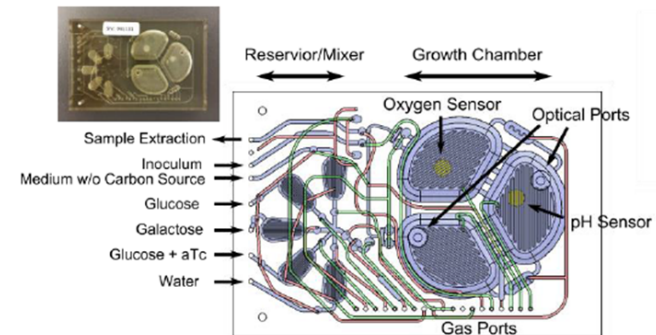 Reservior/Mixer
Growth Chamber
Oxygen Sensor
Optical Ports
Sample Extraction
Inoculum
Medium w/o Carbon Source
Glucose
Galactose
pH Sensor
Glucose + aTc
Water
Gas Ports